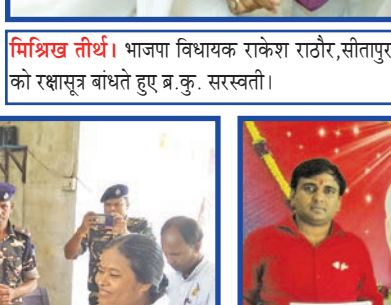 मिश्रिख तीर्थ। भाजपा विधायक राकेश राठौर,सीतापुर
को रक्षासूत्र बांधते हुए ब्र.कु. सरस्वती।